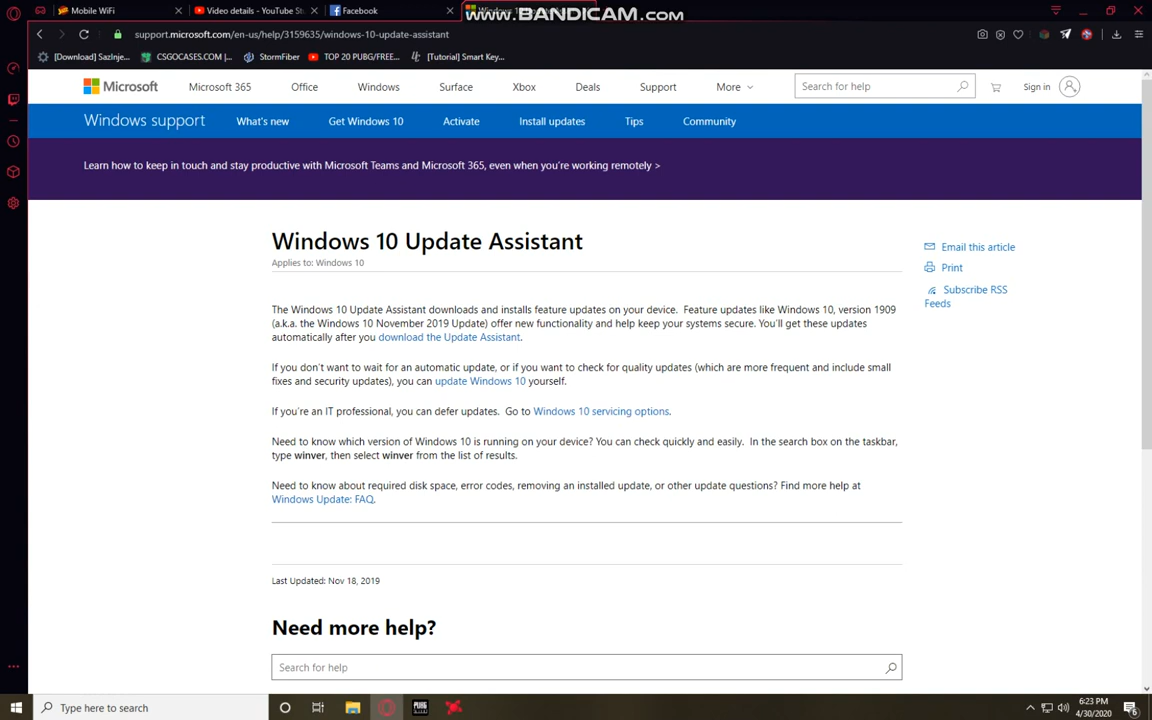 Mobile WiFi
Video details - YouTube St
Facebook
www.BANDICAM.com
support.microsoft.com/en-us/help/3159635/windows-10-update-assistant
[Download] SazInje...
CSGOCASES.COM |...
StormFiber
TOP 20 PUBG/FREE...
[Tutorial] Smart Key...
Microsoft
Microsoft 365
Office
Windows
Surface
Xbox
Deals
Support
More
Search for help
Sign in
Windows support
What's new
Get Windows 10
Activate
Install updates
Tips
Community
Learn how to keep in touch and stay productive with Microsoft Teams and Microsoft 365, even when you're working remotely >
Windows 10 Update Assistant
Applies to: Windows 10
Email this article
Print
Subscribe RSS
Feeds
The Windows 10 Update Assistant downloads and installs feature updates on your device. Feature updates like Windows 10, version 1909
(a.k.a. the Windows 10 November 2019 Update) offer new functionality and help keep your systems secure. You'll get these updates
automatically after you download the Update Assistant.
If you don't want to wait for an automatic update, or if you want to check for quality updates (which are more frequent and include small
fixes and security updates), you can update Windows 10 yourself.
If you're an IT professional, you can defer updates. Go to Windows 10 servicing options.
Need to know which version of Windows 10 is running on your device? You can check quickly and easily. In the search box on the taskbar,
type winver, then select winver from the list of results.
Need to know about required disk space, error codes, removing an installed update, or other update questions? Find more help at
Windows Update: FAQ.
Last Updated: Nov 18, 2019
Need more help?
Search for help
Type here to search
6:23 PM
4/30/2020
6